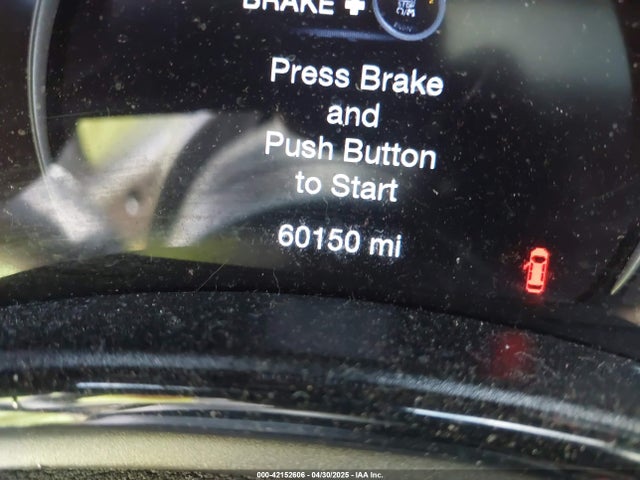 BRAKE +
Press Brake
and
Push Button
to Start
60150 mi
000-42152606 - 04/30/2025 - IAA Inc.